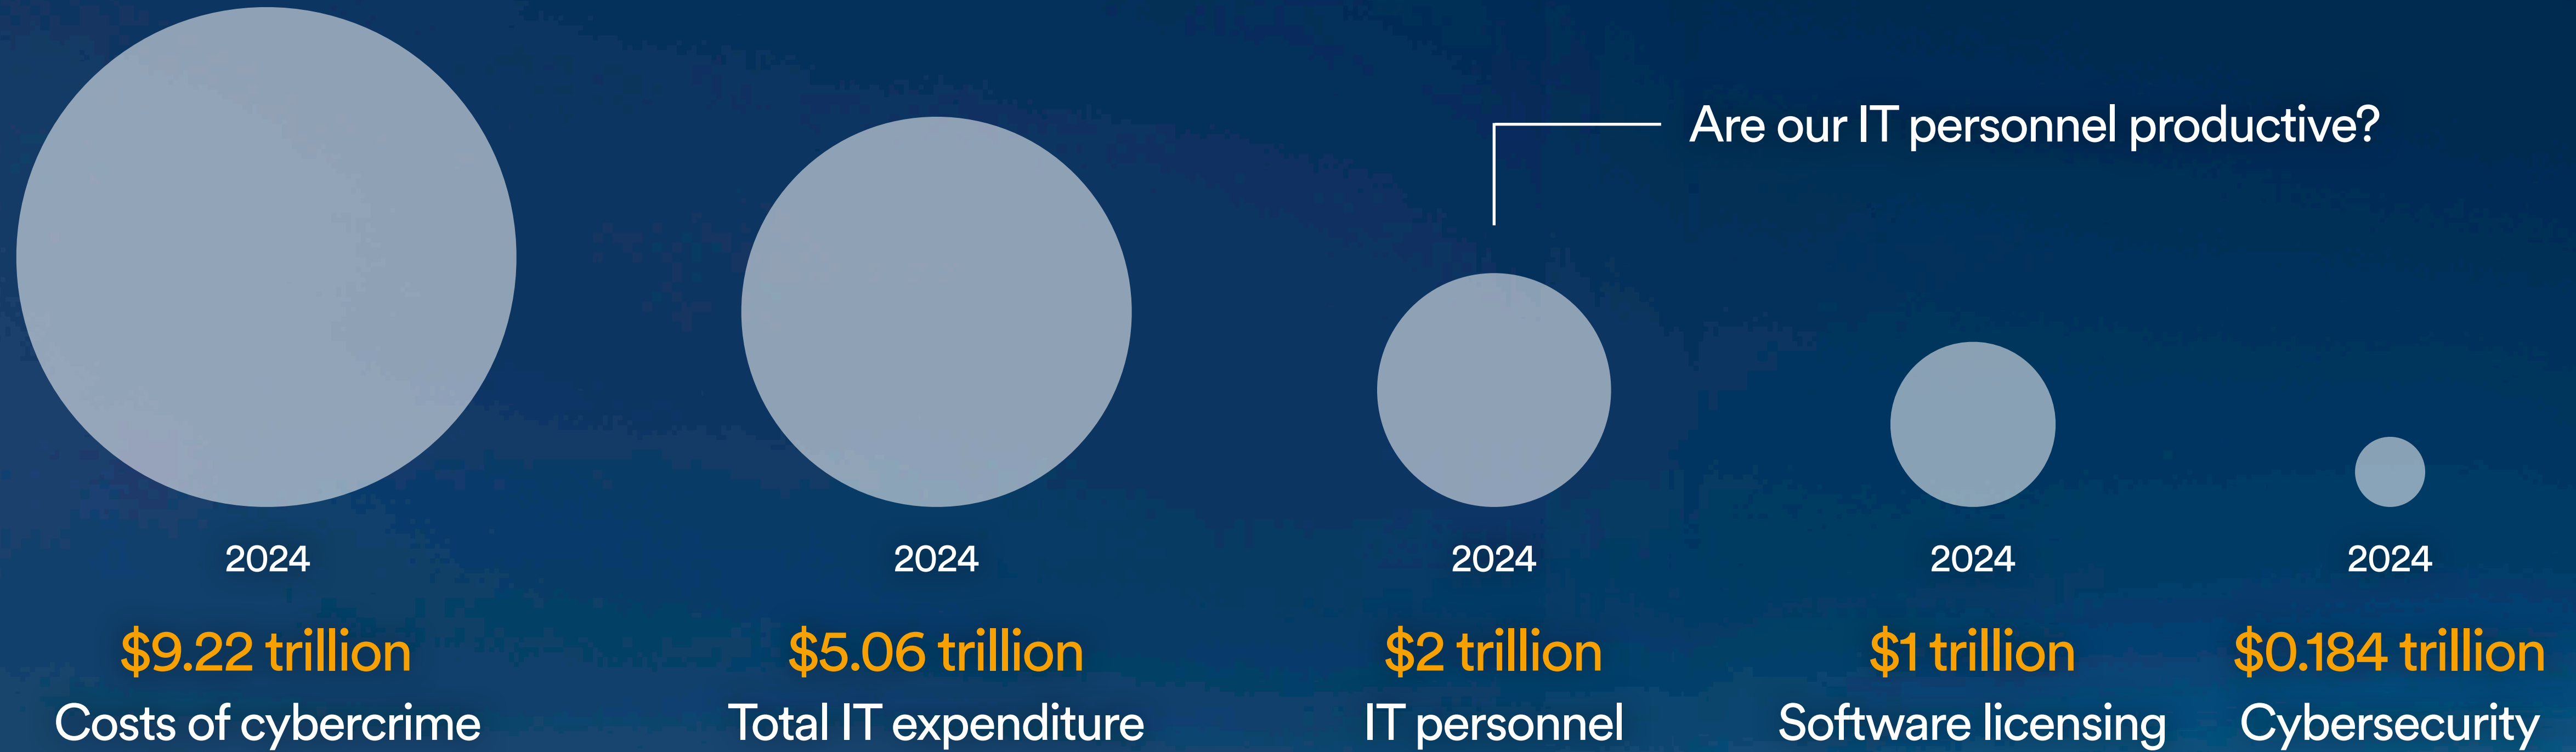 Are our IT personnel productive?
2024
$9.22 trillion
Costs of cybercrime
2024
$5.06 trillion
Total IT expenditure
2024
$2 trillion
IT personnel
2024
$1 trillion
Software licensing
2024
$0.184 trillion
Cybersecurity